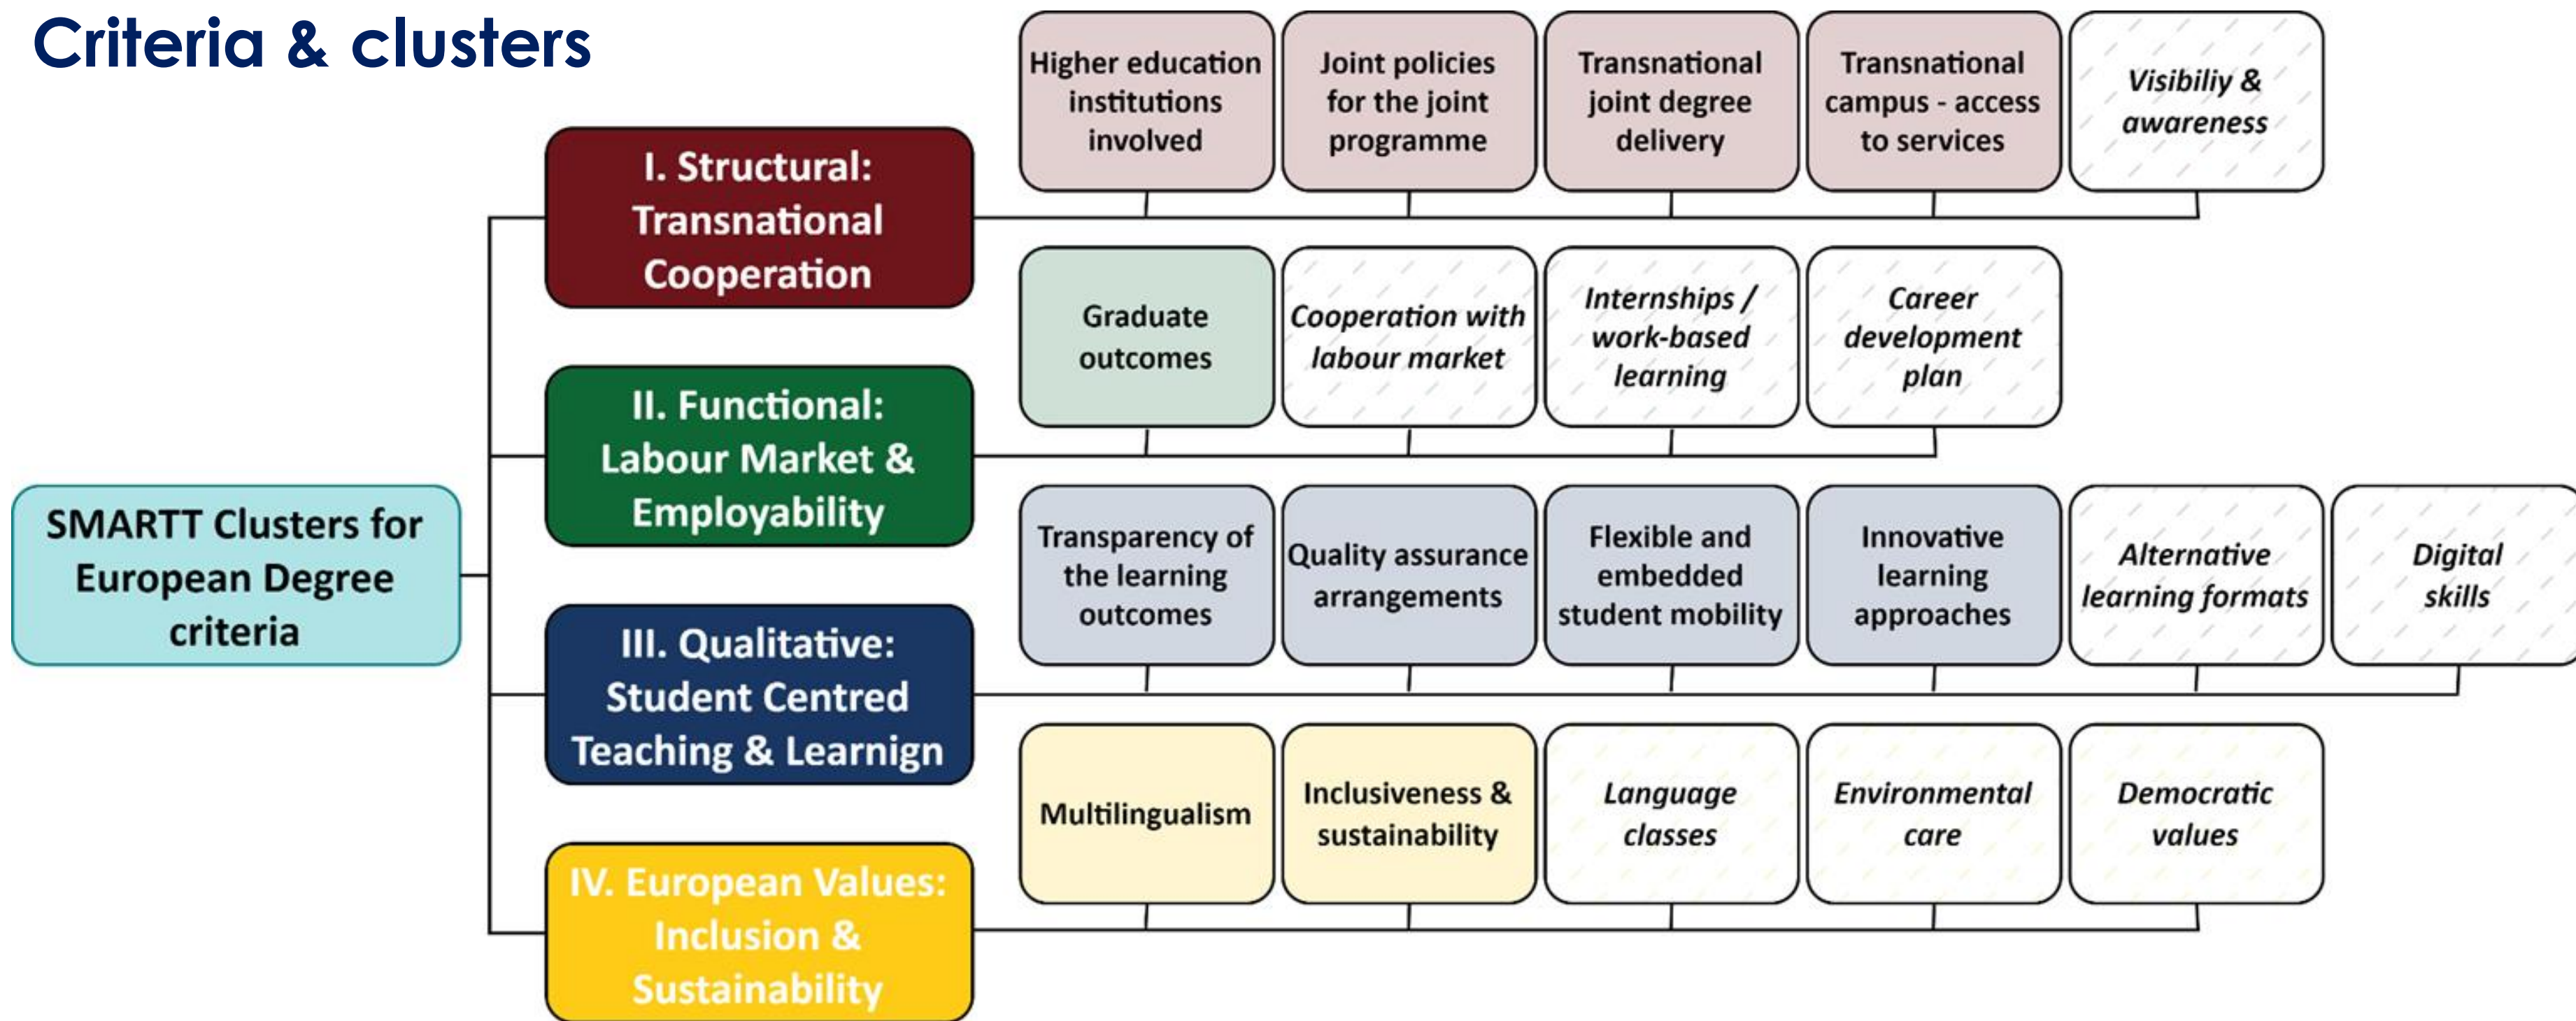 Criteria & clusters
SMARTT Clusters for
European Degree
criteria
I. Structural:
Transnational
Cooperation
Higher education
institutions
involved
Joint policies
for the joint
programme
Transnational
joint degree
delivery
Transnational
campus - access
to services
Visibiliy &
awareness
II. Functional:
Labour Market &
Employability
Graduate
outcomes
Cooperation with
labour market
Internships /
work-based
learning
Career
development
plan
III. Qualitative:
Student Centred
Teaching & Learnign
Transparency of
the learning
outcomes
Quality assurance
arrangements
Flexible and
embedded
student mobility
Innovative
learning
approaches
Alternative
learning formats
Digital
skills
IV. European Values:
Inclusion &
Sustainability
Multilingualism
Inclusiveness &
sustainability
Language
classes
Environmental
care
Democratic
values